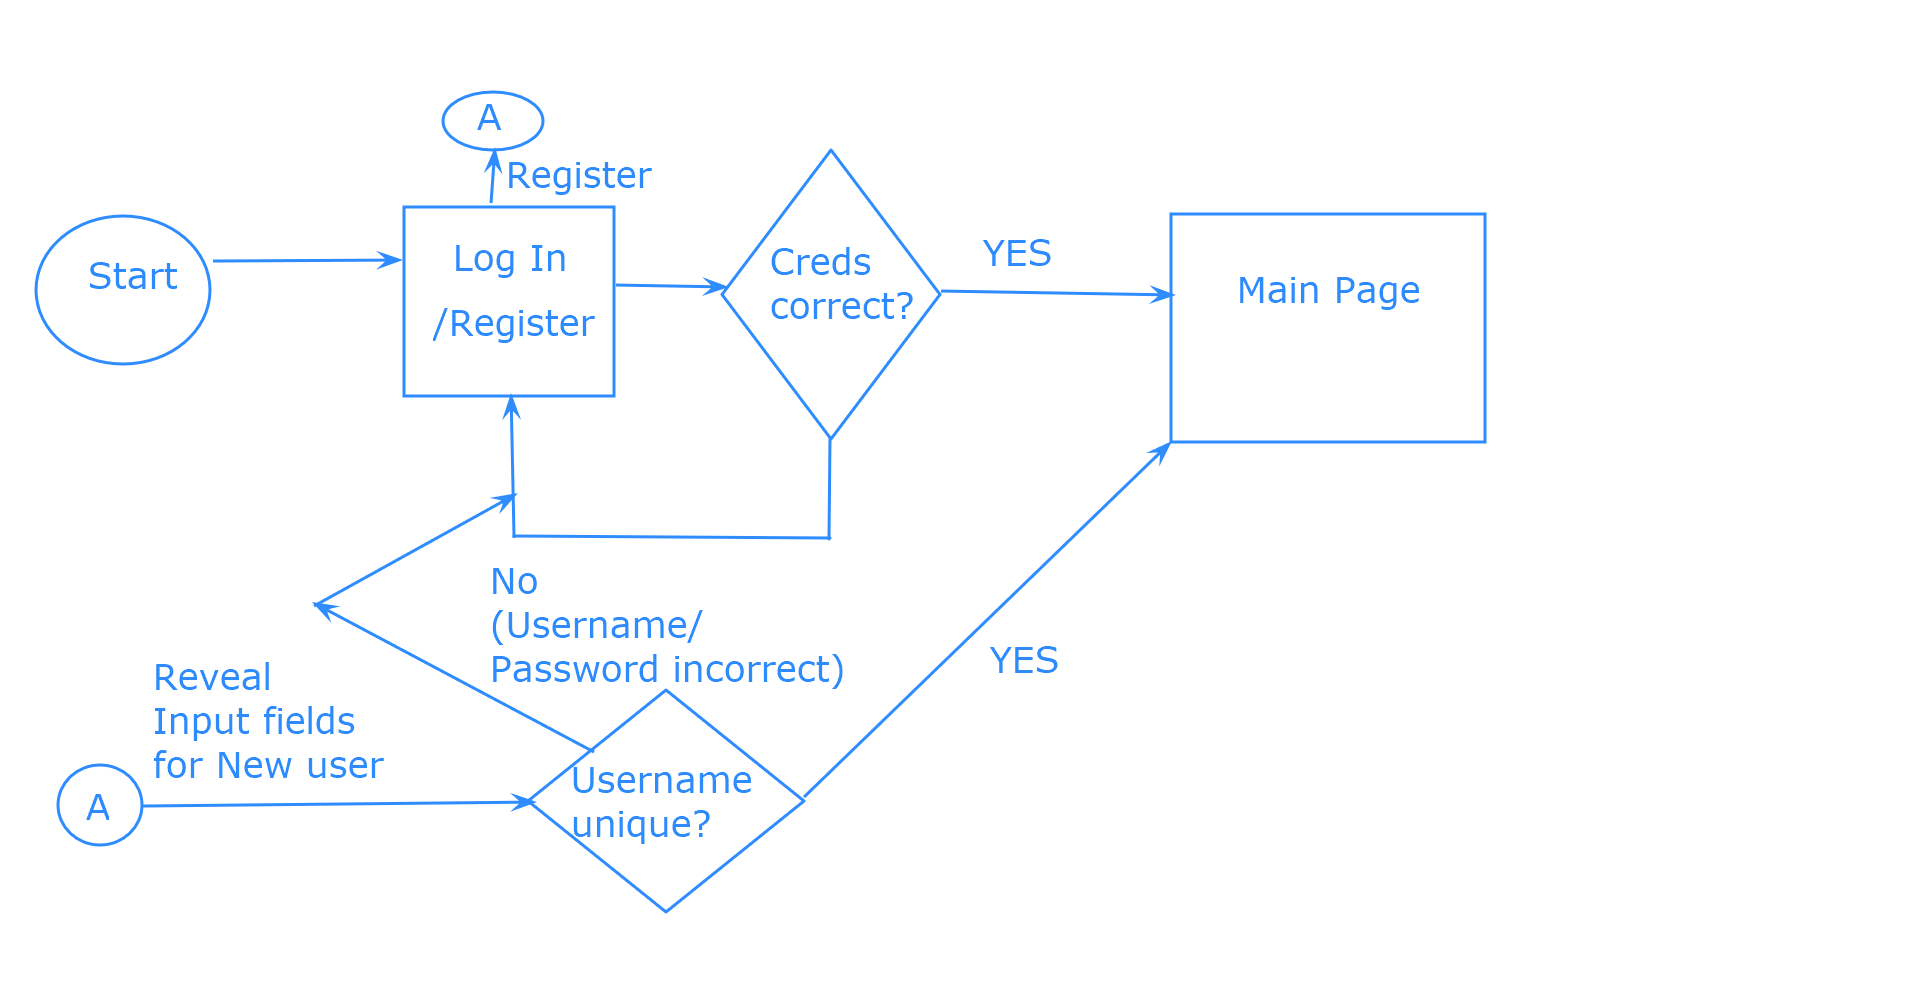 A
Register
Start
Log In
/Register
Creds
correct?
YES
Main Page
No
(Username/
Password incorrect)
YES
Reveal
Input fields
for New user
A
Username
unique?